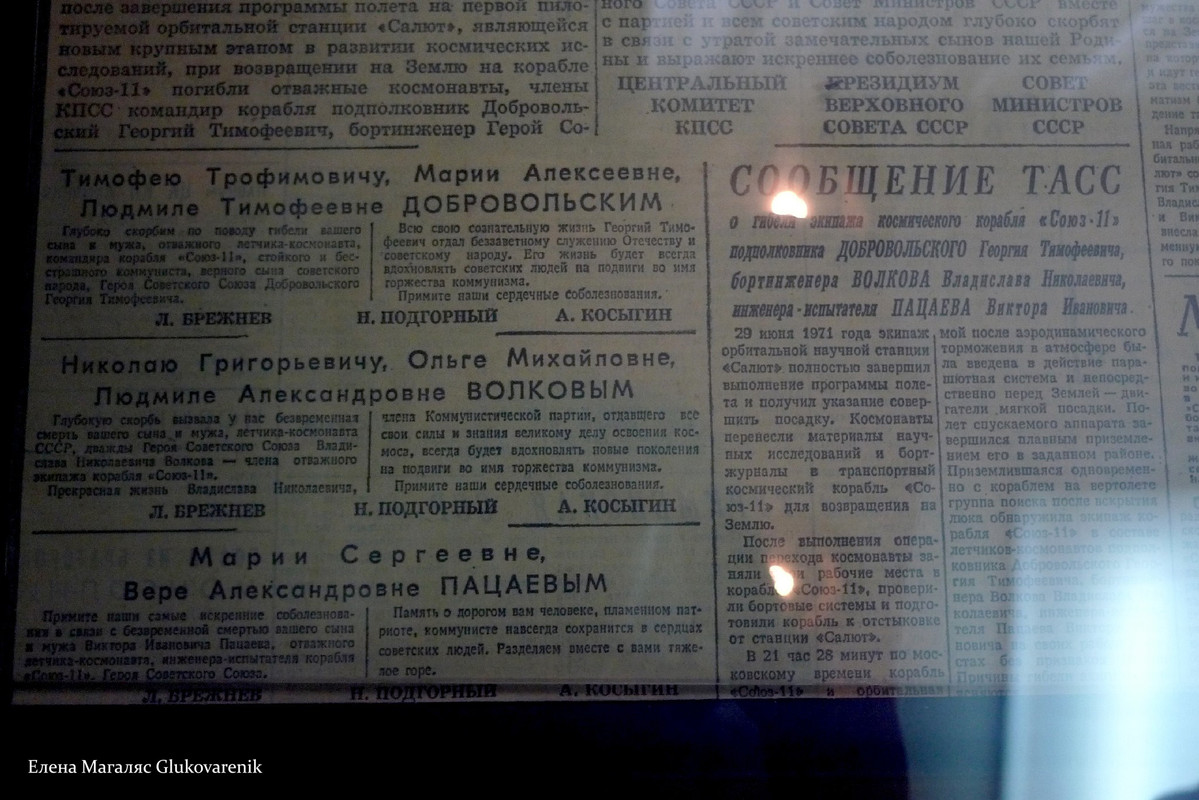 после завершения программы полета на первой пило-
тируемой орбитальной станции «Салют», являющейся
новым крупным этапом в развитии космических ис-
следований, при возвращении на Землю на корабле
«Союз-11» погибли отважные космонавты, члены
КПСС командир корабля подполковник Доброволь-
ский Георгий Тимофеевич, бортинженер Герой Со-
ного Совета СССР и Совет Министров СССР вместе
с партией и всем советским народом глубоко скорбят
в связи с утратой замечательных сынов нашей Роди-
ны и выражают искреннее соболезнование их семьям.
ЦЕНТРАЛЬНЫЙ
КОМИТЕТ
КПСС
ПРЕЗИДИУМ
ВЕРХОВНОГО
СОВЕТА СССР
СОВЕТ
МИНИСТРОВ
СССР
Тимофею Трофимовичу, Марии Алексеевне,
Людмиле Тимофеевне ДОБРОВОЛЬСКИМ
Глубоко скорбим по поводу гибели вашего
сына и мужа, отважного летчика-космонавта,
командира корабля «Союз-11», стойкого и бес-
страшного коммуниста, верного сына советского
народа, Героя Советского Союза Добровольского
Георгия Тимофеевича.
Всю свою сознательную жизнь Георгий Тимо-
феевич отдал беззаветному служению Отечеству и
советскому народу. Его жизнь будет всегда
вдохновлять советских людей на подвиги во имя
торжества коммунизма.
Примите наши сердечные соболезнования.
Л. БРЕЖНЕВ Н. ПОДГОРНЫЙ А. КОСЫГИН
Николаю Григорьевичу, Ольге Михайловне,
Людмиле Александровне ВОЛКОВЫМ
Глубокую скорбь вызвала у нас безвременная
смерть вашего сына и мужа, летчика-космонавта
СССР, дважды Героя Советского Союза Влади-
слава Николаевича Волкова — члена отважного
экипажа корабля «Союз-11».
Прекрасная жизнь Владислава Николаевича,
члена Коммунистической партии, отдавшего все
свои силы и знания великому делу освоения кос-
моса, всегда будет вдохновлять новые поколения
на подвиги во имя торжества коммунизма.
Примите наши сердечные соболезнования.
Л. БРЕЖНЕВ Н. ПОДГОРНЫЙ А. КОСЫГИН
Марии Сергеевне,
Вере Александровне ПАЦАЕВЫМ
Примите наши самые искренние соболезнова-
ния в связи с безвременной смертью вашего сына
и мужа Виктора Ивановича Пацаева, отважного
летчика-космонавта, инженера-испытателя корабля
«Союз-11», Героя Советского Союза.
Память о дорогом вам человеке, пламенном пат-
риоте, коммунисте навсегда сохранится в сердцах
советских людей. Разделяем вместе с вами тяже-
лое горе.
Л. БРЕЖНЕВ Н. ПОДГОРНЫЙ А. КОСЫГИН
СООБЩЕНИЕ ТАСС
о гибели экипажа космического корабля «Союз-11»
подполковника ДОБРОВОЛЬСКОГО Георгия Тимофеевича,
бортинженера ВОЛКОВА Владислава Николаевича,
инженера-испытателя ПАЦАЕВА Виктора Ивановича.
29 июня 1971 года экипаж
орбитальной научной станции
«Салют» полностью завершил
выполнение программы поле-
та и получил указание совер-
шить посадку. Космонавты
перенесли материалы науч-
ных исследований и борт-
журналы в транспортный
космический корабль «Со-
юз-11» для возвращения на
Землю.
После выполнения опера-
ции перехода космонавты за-
няли рабочие места в
«Союз-11», провери-
ли бортовые системы и подго-
товили корабль к отстыковке
от станции «Салют».
В 21 час 28 минут по мос-
ковскому времени корабль
«Союз-11» и орбитальная
мой после аэродинамического
торможения в атмосфере бы-
ла введена в действие пара-
шютная система и непосред-
ственно перед Землей — дви-
гатели мягкой посадки. По-
лет спускаемого аппарата за-
вершился плавным приземле-
нием его в заданном районе.
Приземлившаяся одновремен-
но с кораблем на вертолете
группа поиска после вскрытия
люка обнаружила экипаж ко-
рабля «Союз-11» в составе
летчиков-космонавтов
ковника
гия
нера Волкова
колаевича,
теля
Елена Магаляс Glukovarenik